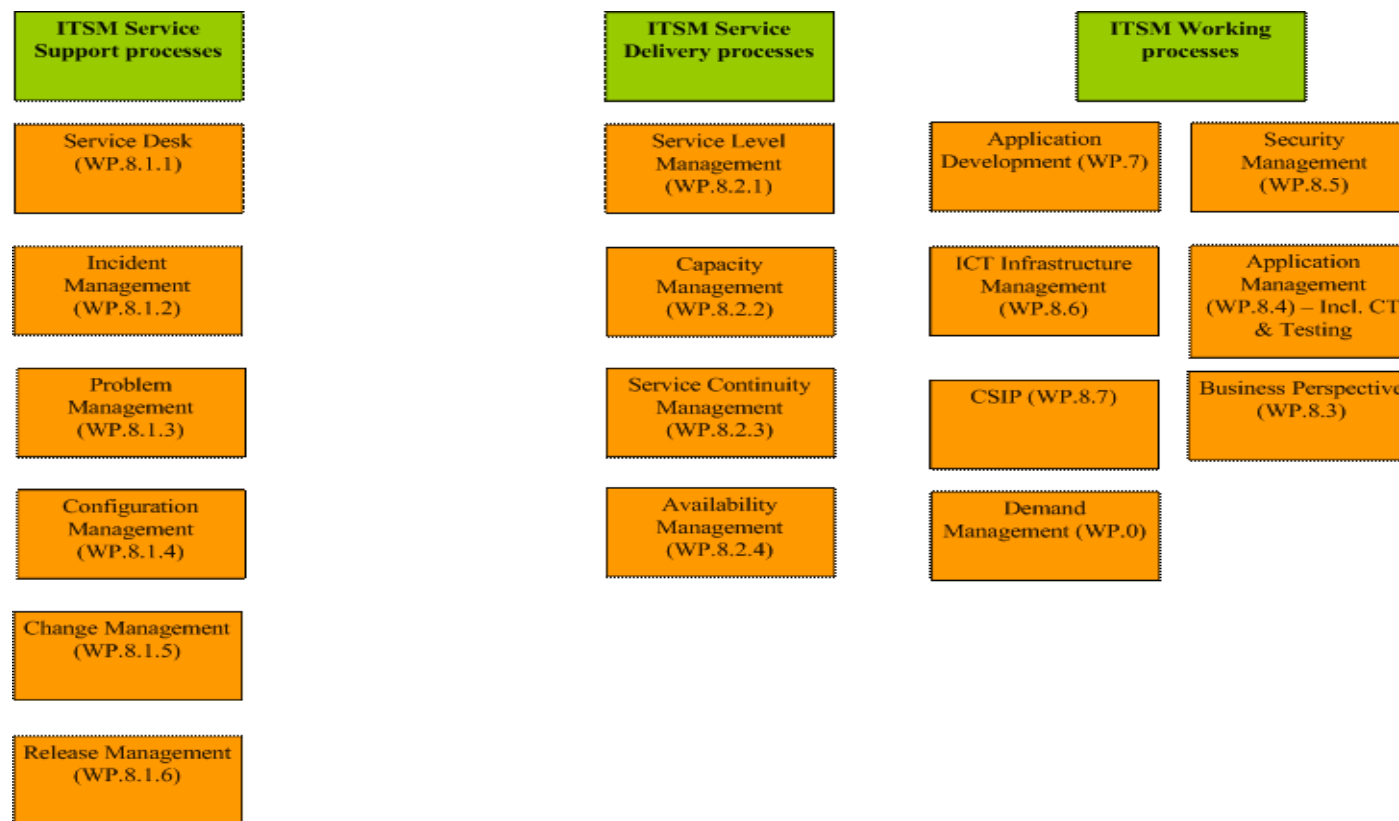 ITSM Service
Support processes
ITSM Service
Delivery processes
ITSM Working
processes
Service Desk
(WP.8.1.1)
Incident
Management
(WP.8.1.2)
Problem
Management
(WP.8.1.3)
Configuration
Management
(WP.8.1.4)
Change Management
(WP.8.1.5)
Release Management
(WP.8.1.6)
Service Level
Management
(WP.8.2.1)
Capacity
Management
(WP.8.2.2)
Service Continuity
Management
(WP.8.2.3)
Availability
Management
(WP.8.2.4)
Application
Development (WP.7)
ICT Infrastructure
Management
(WP.8.6)
CSIP (WP.8.7)
Demand
Management (WP.0)
Security
Management
(WP.8.5)
Application
Management
(WP.8.4) – Incl. CT
& Testing
Business Perspective
(WP.8.3)